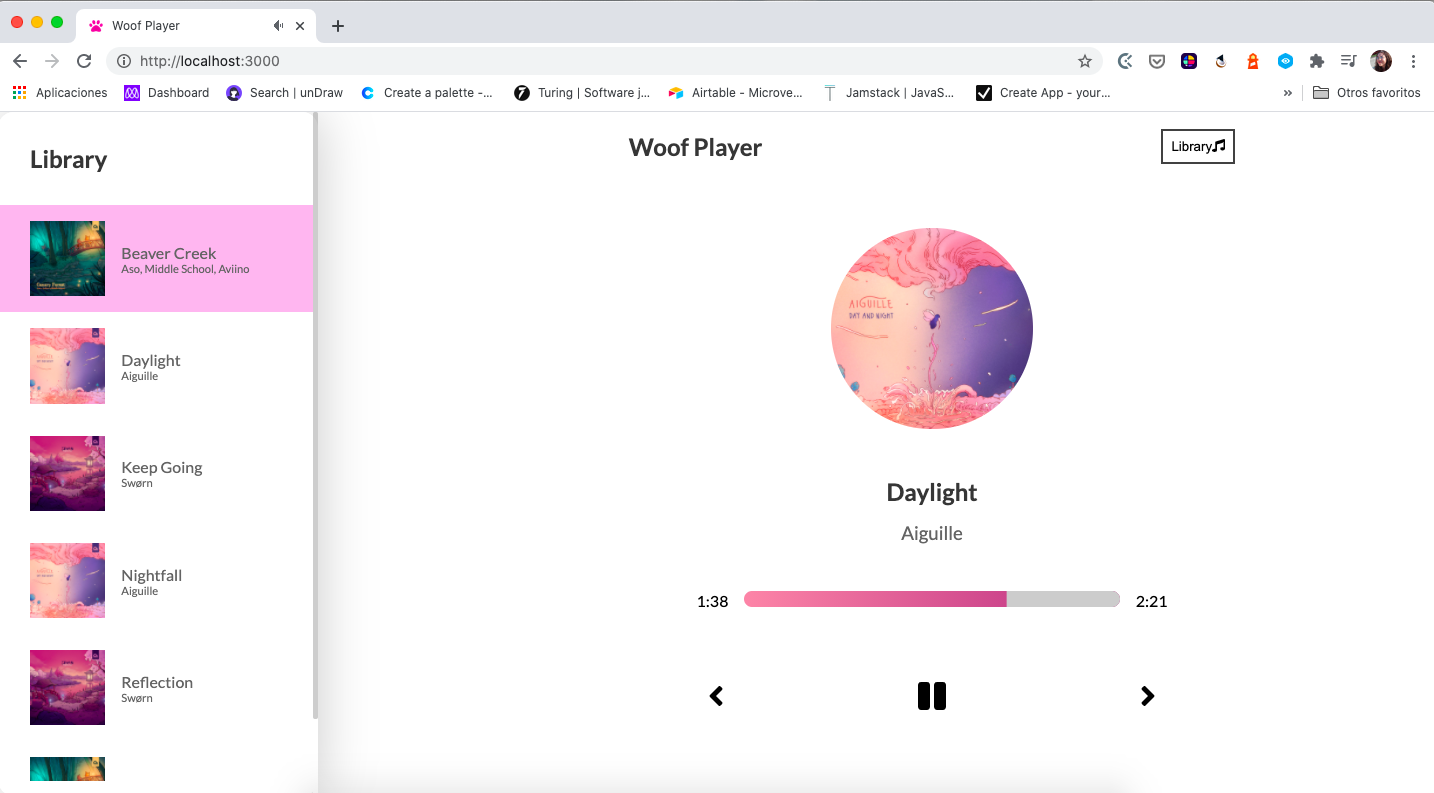 Woof Player
http://localhost:3000
Aplicaciones
Dashboard
Search | unDraw
Create a palette -...
Turing | Software j...
Airtable - Microve...
Jamstack | JavaS...
Create App - your...
»
Otros favoritos
Library
Beaver Creek
Aso, Middle School, Aviino
Daylight
Aiguille
Keep Going
Swørn
Nightfall
Aiguille
Reflection
Swørn
Woof Player
Library
AIGUILLE
DAY AND NIGHT
Daylight
Aiguille
1:38
2:21